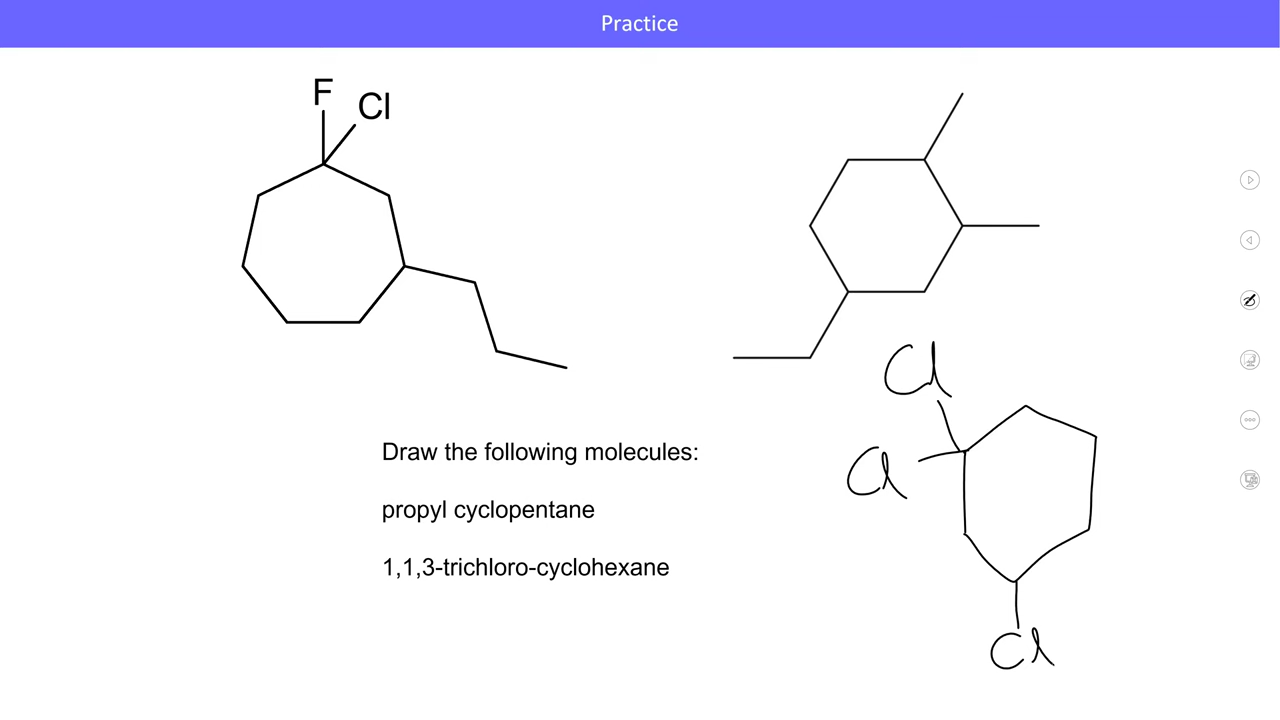 Practice
F
Cl
Draw the following molecules:
propyl cyclopentane
1,1,3-trichloro-cyclohexane
Cl
Cl
Cl